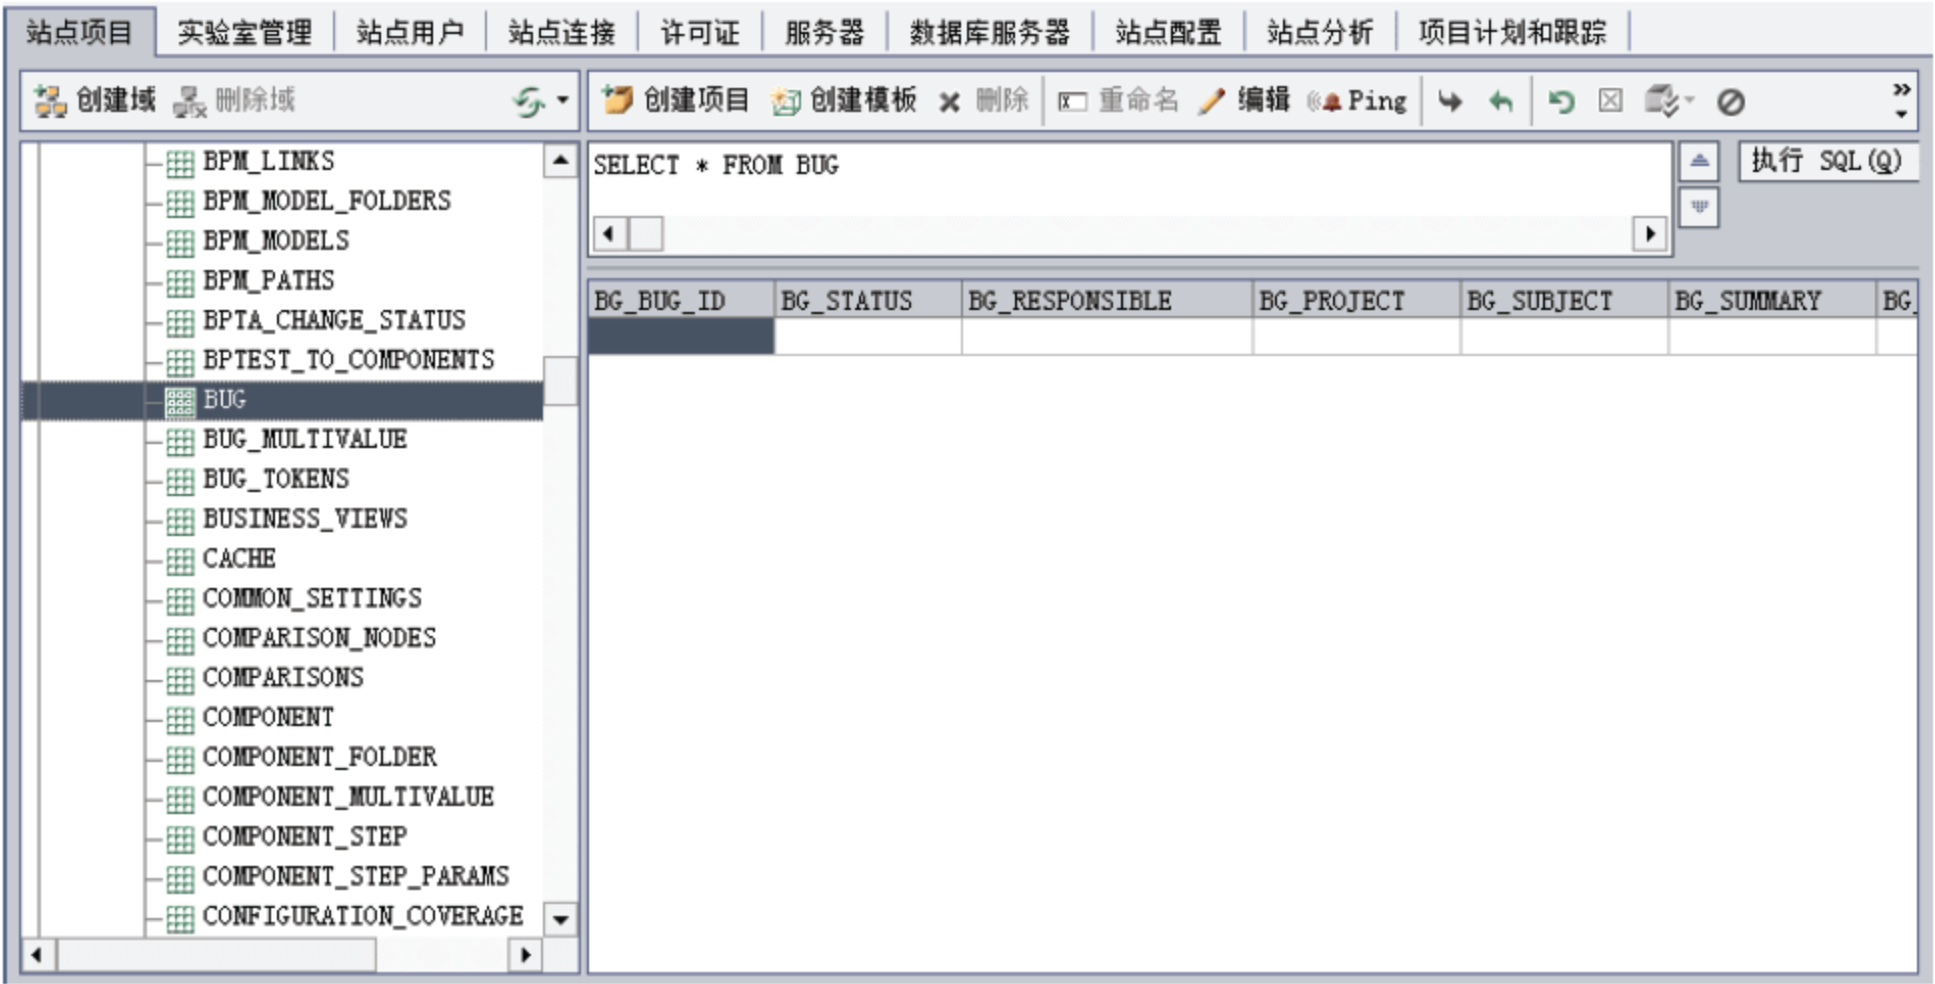 站点项目 实验室管理 站点用户 站点连接 许可证 服务器 数据库服务器 站点配置 站点分析 项目计划和跟踪
创建域 删除域
创建项目 创建模板 删除 重命名 编辑 Ping
BPM_LINKS
BPM_MODEL_FOLDERS
BPM_MODELS
BPM_PATHS
BPTA_CHANGE_STATUS
BPTEST_TO_COMPONENTS
BUG
BUG_MULTIVALUE
BUG_TOKENS
BUSINESS_VIEWS
CACHE
COMMON_SETTINGS
COMPARISON_NODES
COMPARISONS
COMPONENT
COMPONENT_FOLDER
COMPONENT_MULTIVALUE
COMPONENT_STEP
COMPONENT_STEP_PARAMS
CONFIGURATION_COVERAGE
SELECT * FROM BUG
执行 SQL(Q)
BG_BUG_ID BG_STATUS BG_RESPONSIBLE BG_PROJECT BG_SUBJECT BG_SUMMARY BG_